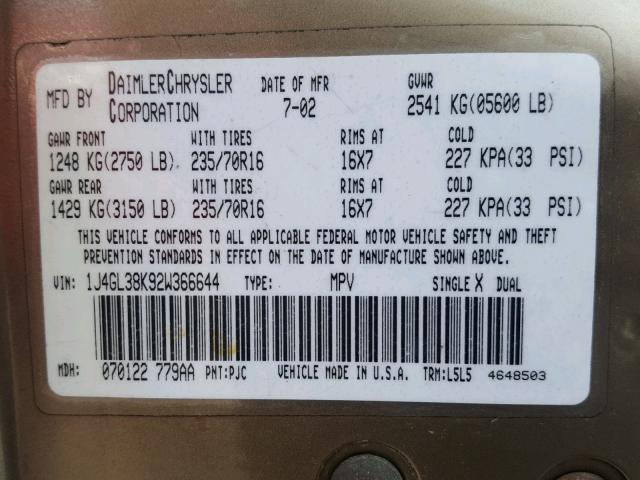 MFD BY DAIMLERCHRYSLER CORPORATION DATE OF MFR 7-02 GVWR 2541 KG(05600 LB)
GAWR FRONT WITH TIRES RIMS AT COLD
1248 KG(2750 LB) 235/70R16 16X7 227 KPA(33 PSI)
GAWR REAR WITH TIRES RIMS AT COLD
1429 KG(3150 LB) 235/70R16 16X7 227 KPA(33 PSI)
THIS VEHICLE CONFORMS TO ALL APPLICABLE FEDERAL MOTOR VEHICLE SAFETY AND THEFT
PREVENTION STANDARDS IN EFFECT ON THE DATE OF MANUFACTURE SHOWN ABOVE.
VIN: 1J4GL38K92W366644 TYPE: MPV SINGLE X DUAL
MDH: 070122 779AA PNT:PJC VEHICLE MADE IN U.S.A. TRM:L5L5 4648503